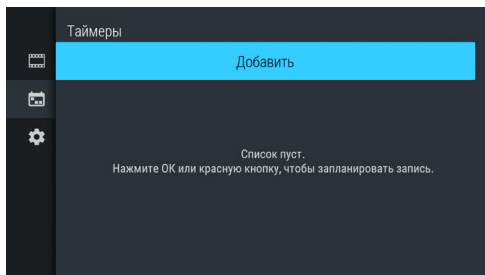 Таймеры
Добавить
Список пуст.
Нажмите ОК или красную кнопку, чтобы запланировать запись.